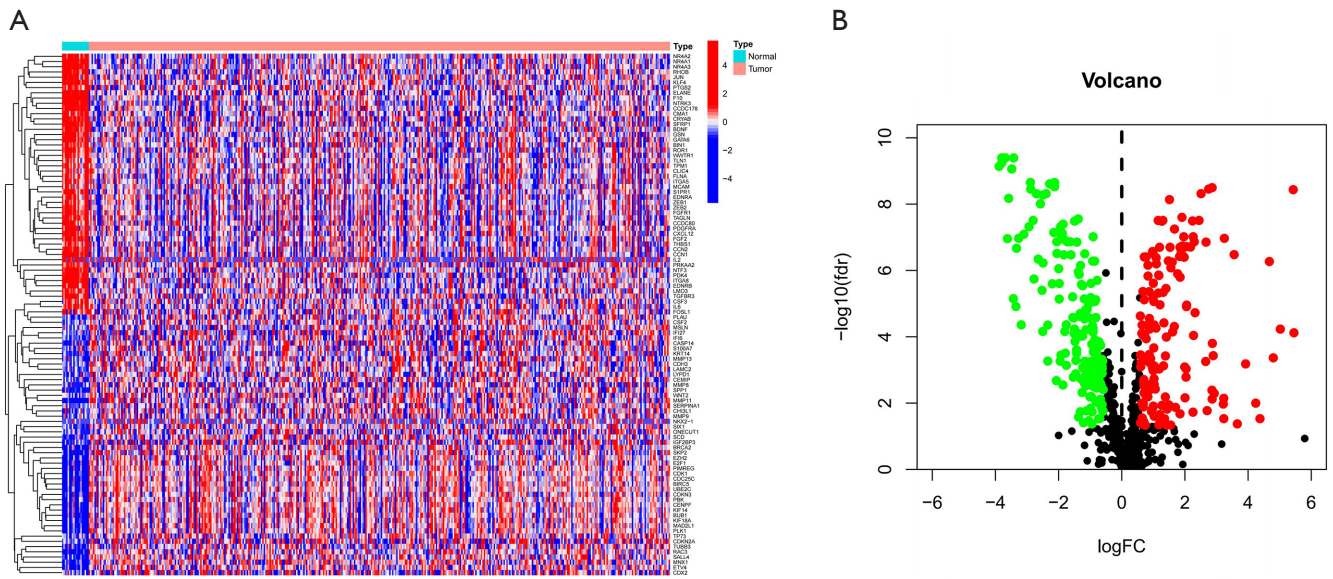 A
Type
NR4A2
NR4A1
NR4A3
RHOB
JUN
KLF4
PTGS2
ELANE
F10
NTRK3
CCDC178
CMA1
CRYAB
SFRP1
BDNF
GSN
GATA6
BIN1
ROR1
WWTR1
TLN1
TPM1
CLIC4
FLNA
ITGA5
MCAM
S1PR1
EDNRA
ZEB1
ZEB2
FGFR1
TAGLN
CCDC80
PDGFRA
CXCL12
FGF2
THBS1
CCN2
CCN1
IL2
PRKAA2
NTF3
PDK4
ITGA8
EDNRB
LMO3
TGFBR3
CSF3
IL6
FOSL1
PLAU
CSF2
MSLN
IFI27
IFI6
CASP14
S100A7
KRT14
MMP13
CDH2
LAMC2
LYPD1
CEMIP
MMP8
SPP1
WNT2
MMP11
SERPINA1
CHI3L1
MMP9
NKX2-1
SIX1
ONECUT1
SCD
IGF2BP3
BRCA2
SKP2
EZH2
E2F1
PIMREG
CDK1
CDC25C
BIRC5
UBE2C
CDKN3
PBK
CENPF
KIF14
BUB1
KIF18A
MAD2L1
PLK1
TP73
CDKN2A
TUBB3
RAC3
SALL4
MNX1
ETV4
CDX2
4
2
0
−2
−4
Type
Normal
Tumor
B
Volcano
−log10(fdr)
10
8
6
4
2
0
−6 −4 −2 0 2 4 6
logFC